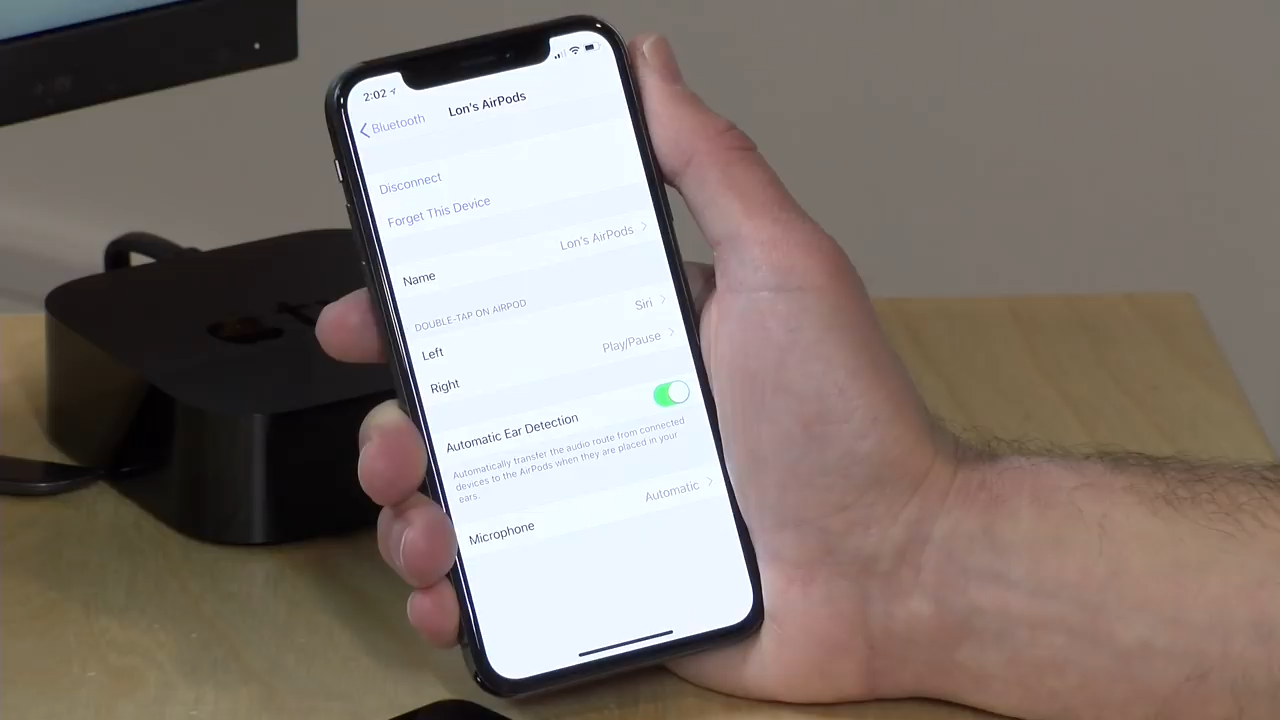 2:02
Bluetooth
Lon's AirPods
Disconnect
Forget This Device
Name
Lon's AirPods
DOUBLE-TAP ON AIRPOD
Left
Siri
Right
Play/Pause
Automatic Ear Detection
Automatically transfer the audio route from connected
devices to the AirPods when they are placed in your
ears.
Microphone
Automatic